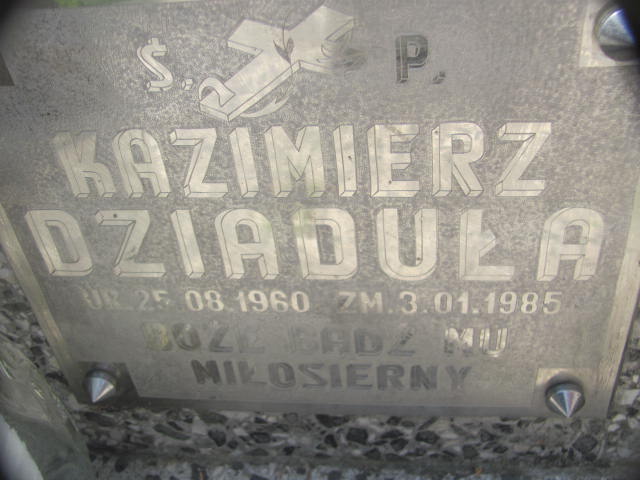 Ś. P.
KAZIMIERZ
DZIADUŁA
UR. 25.08.1960 ZM. 3.01.1985
BOŻE BĄDŹ MU
MIŁOSIERNY